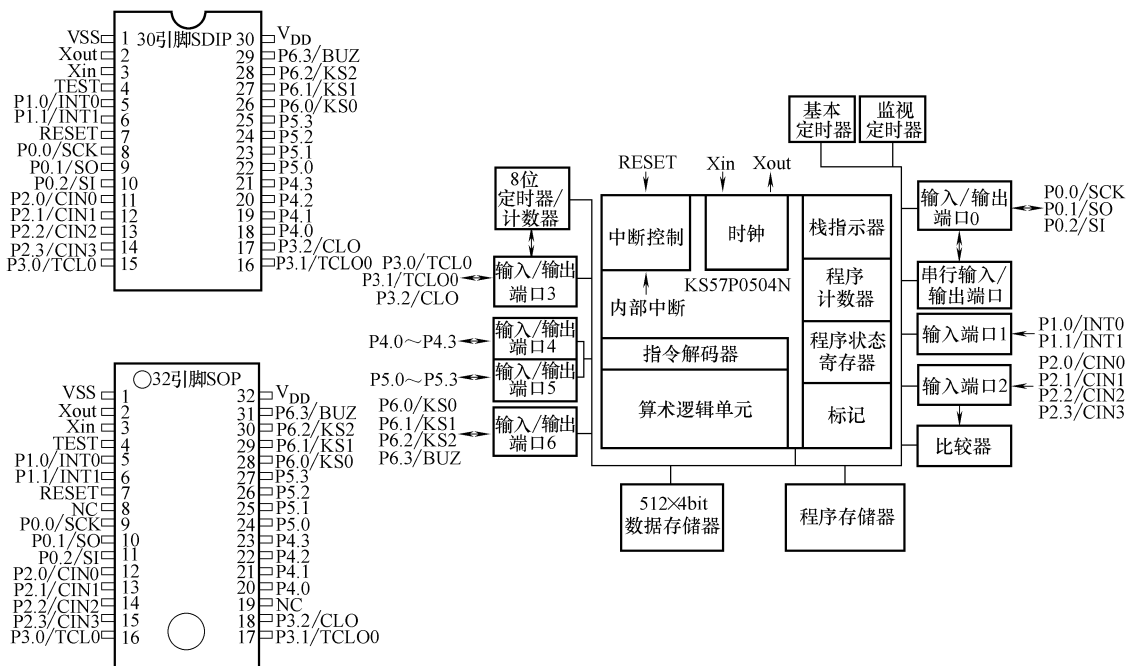 30引脚SDIP
VSS 1
Xout 2
Xin 3
TEST 4
P1.0/INT0 5
P1.1/INT1 6
RESET 7
P0.0/SCK 8
P0.1/SO 9
P0.2/SI 10
P2.0/CIN0 11
P2.1/CIN1 12
P2.2/CIN2 13
P2.3/CIN3 14
P3.0/TCL0 15
30 VDD
29 P6.3/BUZ
28 P6.2/KS2
27 P6.1/KS1
26 P6.0/KS0
25 P5.3
24 P5.2
23 P5.1
22 P5.0
21 P4.3
20 P4.2
19 P4.1
18 P4.0
17 P3.2/CLO
16 P3.1/TCLO0
32引脚SOP
VSS 1
Xout 2
Xin 3
TEST 4
P1.0/INT0 5
P1.1/INT1 6
RESET 7
NC 8
P0.0/SCK 9
P0.1/SO 10
P0.2/SI 11
P2.0/CIN0 12
P2.1/CIN1 13
P2.2/CIN2 14
P2.3/CIN3 15
P3.0/TCL0 16
32 VDD
31 P6.3/BUZ
30 P6.2/KS2
29 P6.1/KS1
28 P6.0/KS0
27 P5.3
26 P5.2
25 P5.1
24 P5.0
23 P4.3
22 P4.2
21 P4.1
20 P4.0
19 NC
18 P3.2/CLO
17 P3.1/TCLO0
基本
定时器
监视
定时器
RESET
Xin
Xout
8位
定时器/
计数器
P3.0/TCL0
P3.1/TCLO0
P3.2/CLO
输入/输出
端口3
P4.0～P4.3
输入/输出
端口4
P5.0～P5.3
输入/输出
端口5
P6.0/KS0
P6.1/KS1
P6.2/KS2
P6.3/BUZ
输入/输出
端口6
中断控制
时钟
KS57P0504N
内部中断
指令解码器
算术逻辑单元
栈指示器
程序
计数器
程序状态
寄存器
标记
输入/输出
端口0
P0.0/SCK
P0.1/SO
P0.2/SI
串行输入/
输出端口
输入端口1
P1.0/INT0
P1.1/INT1
输入端口2
P2.0/CIN0
P2.1/CIN1
P2.2/CIN2
P2.3/CIN3
比较器
512×4bit
数据存储器
程序存储器